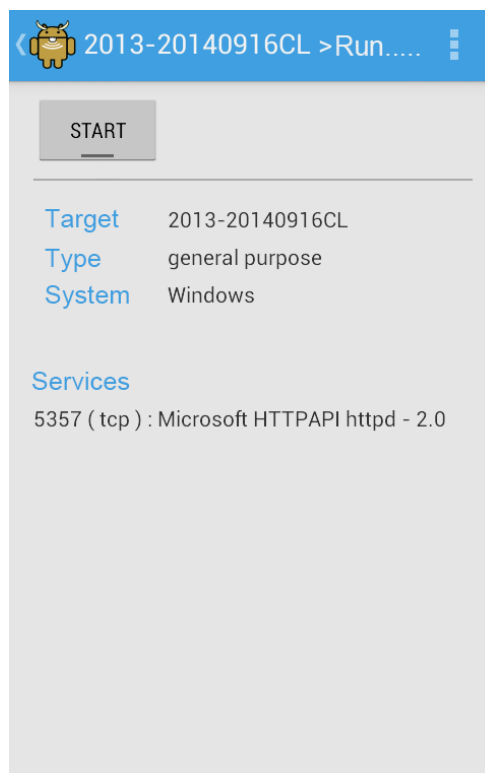 2013-20140916CL >Run.....
START
Target 2013-20140916CL
Type general purpose
System Windows
Services
5357 ( tcp ) : Microsoft HTTPAPI httpd - 2.0